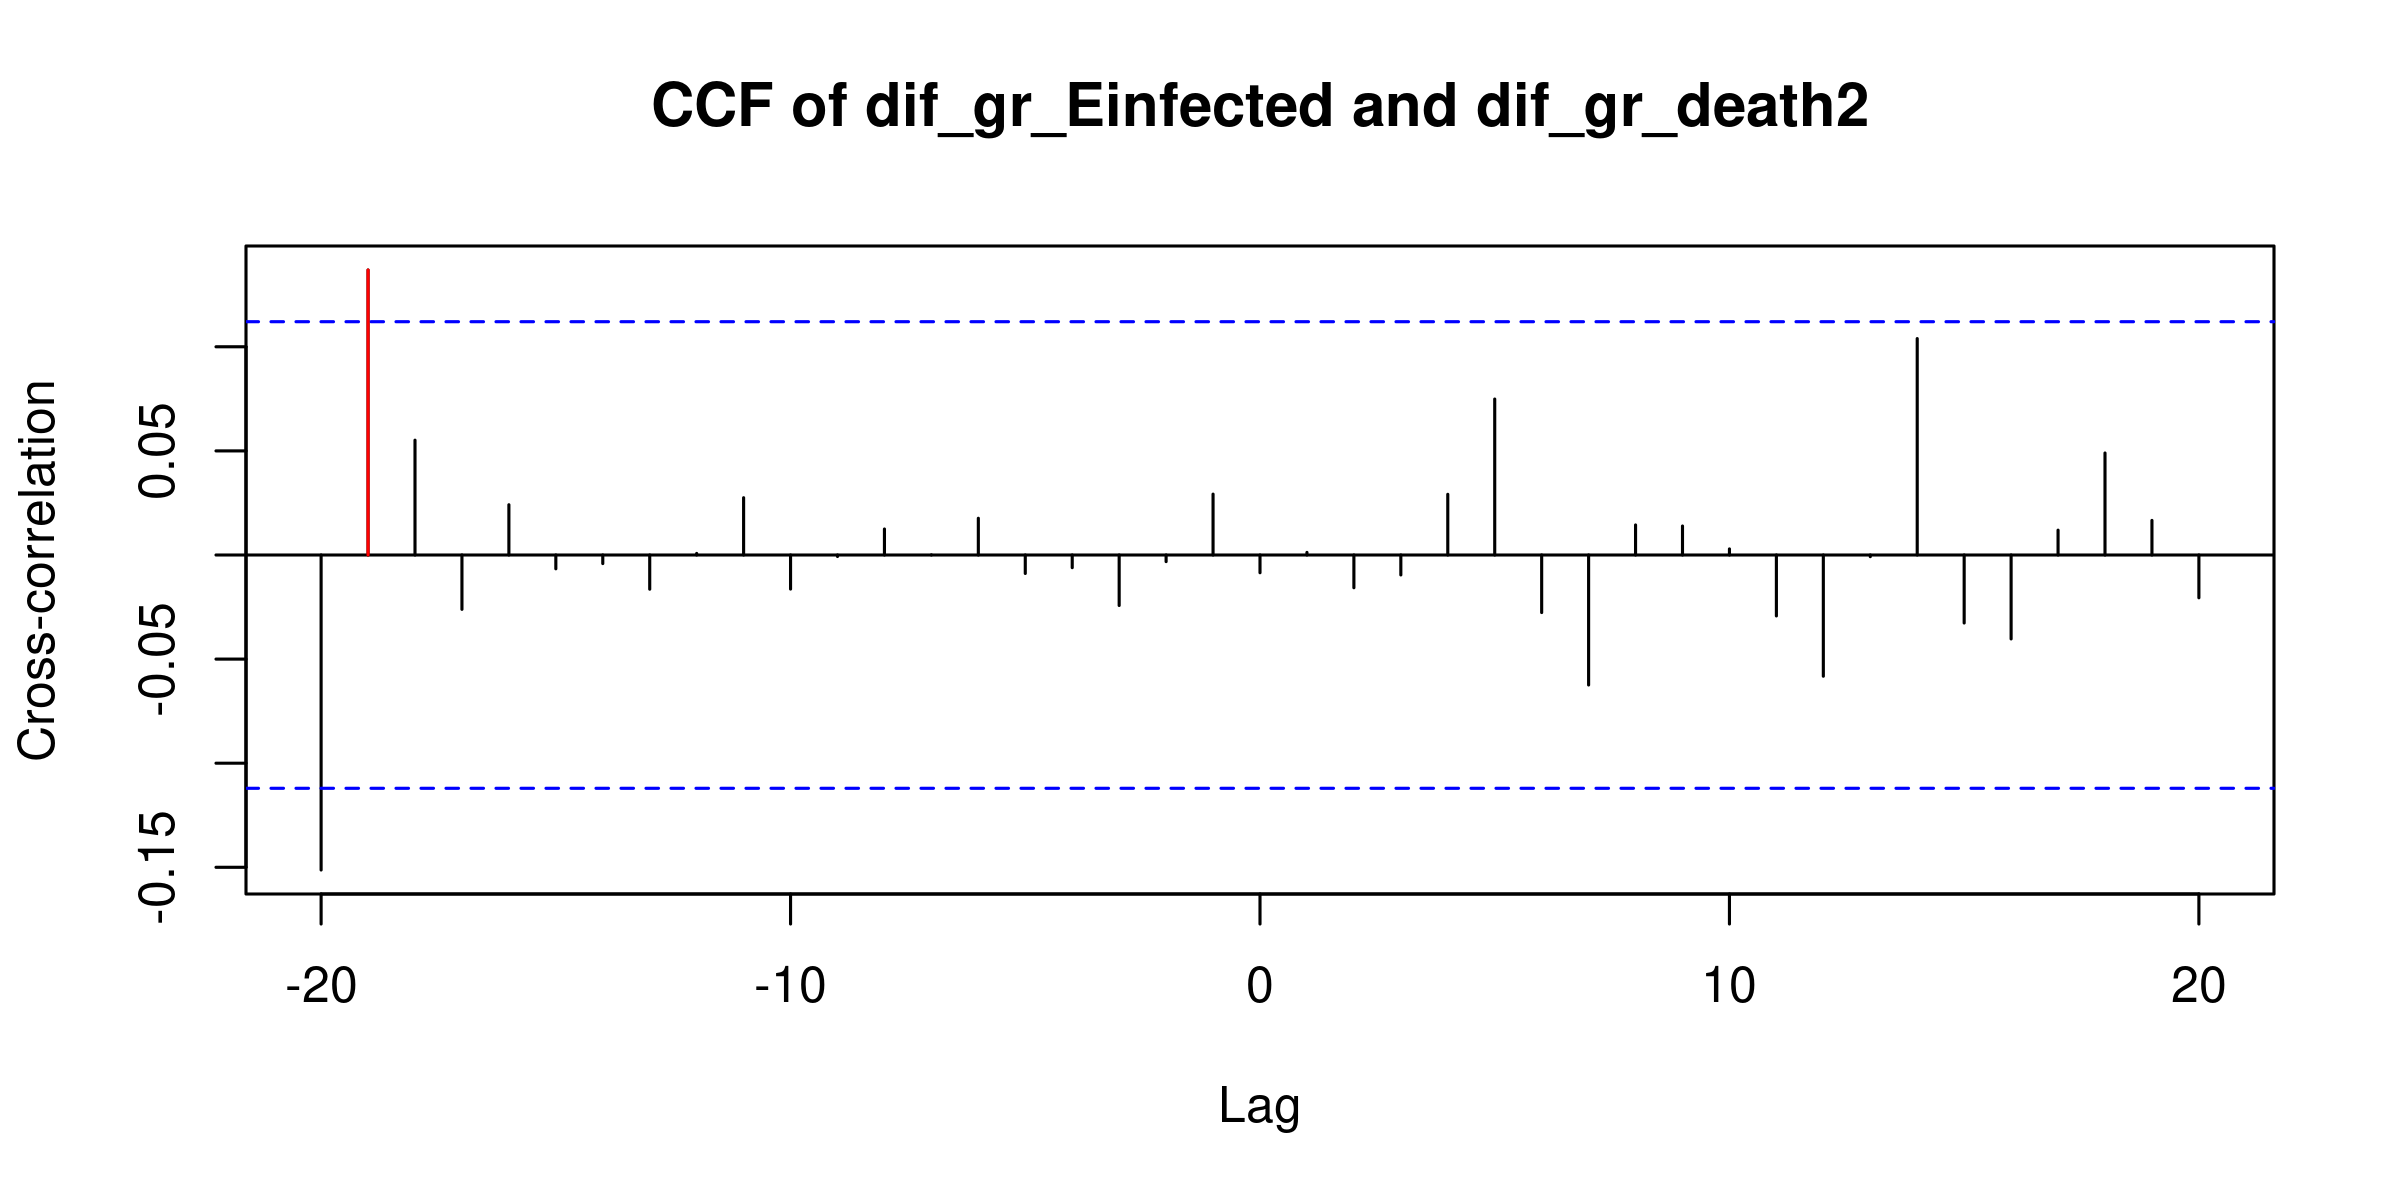 CCF of dif_gr_Einfected and dif_gr_death2
Cross-correlation
0.05
-0.05
-0.15
-20 -10 0 10 20
Lag